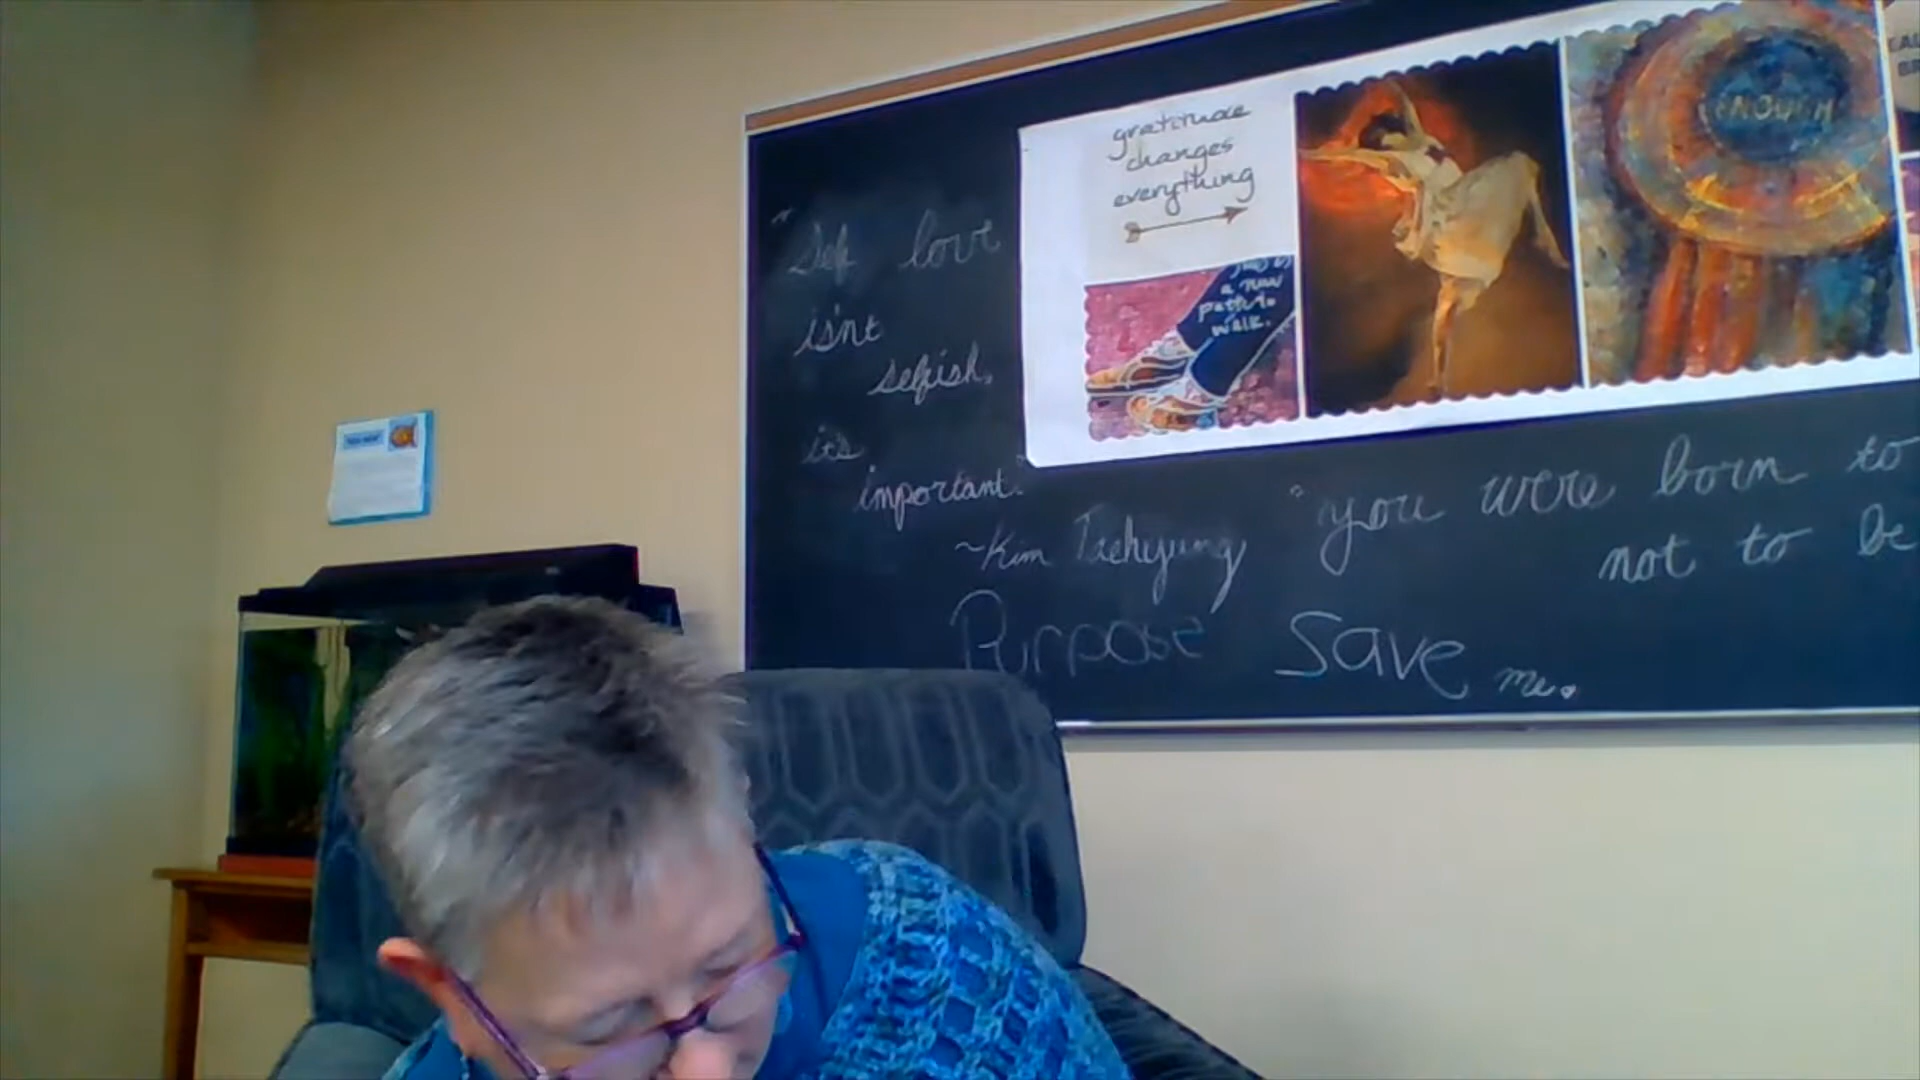 gratitude
changes
everything
a new
path to
walk.
ENOUGH
"Self love
isn't
selfish,
it's
important."
~Kim Taehyung
"you were born to
not to be
Purpose Save me.